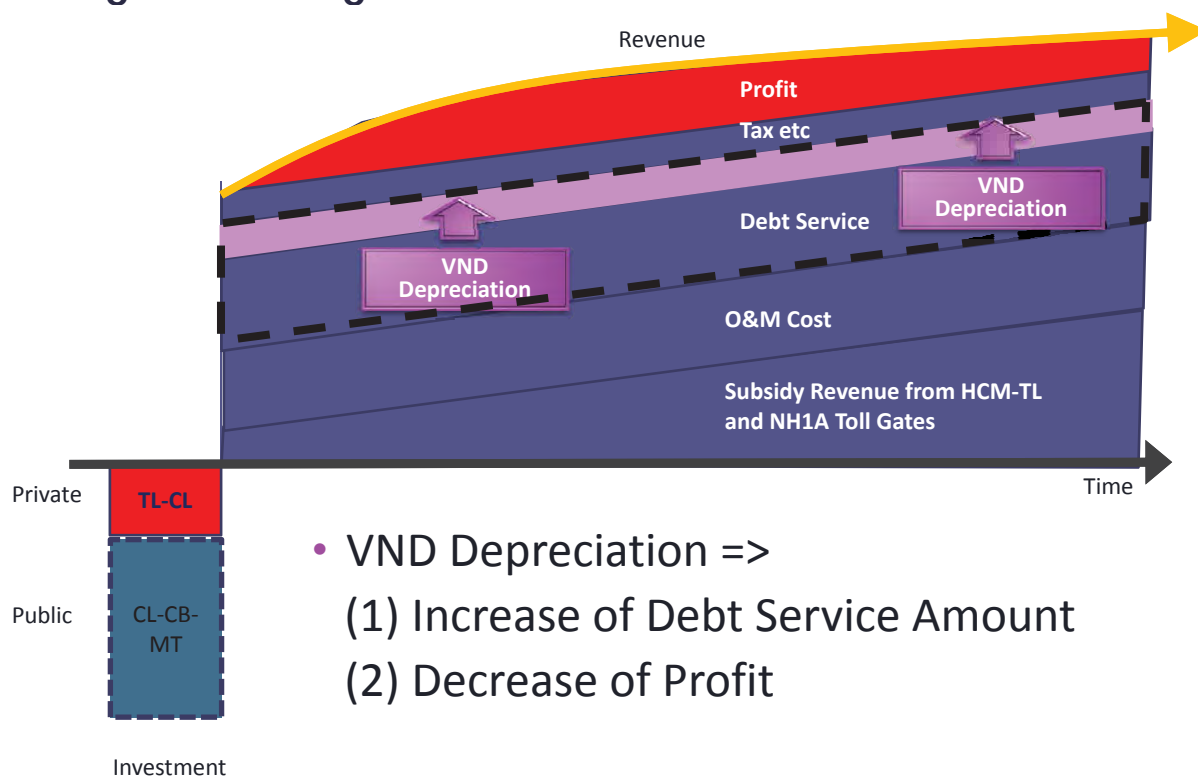 Revenue
Profit
Tax etc
VND
Depreciation
Debt Service
VND
Depreciation
O&M Cost
Subsidy Revenue from HCM-TL
and NH1A Toll Gates
Time
Private
TL-CL
Public
CL-CB-
MT
Investment
• VND Depreciation =>
(1) Increase of Debt Service Amount
(2) Decrease of Profit